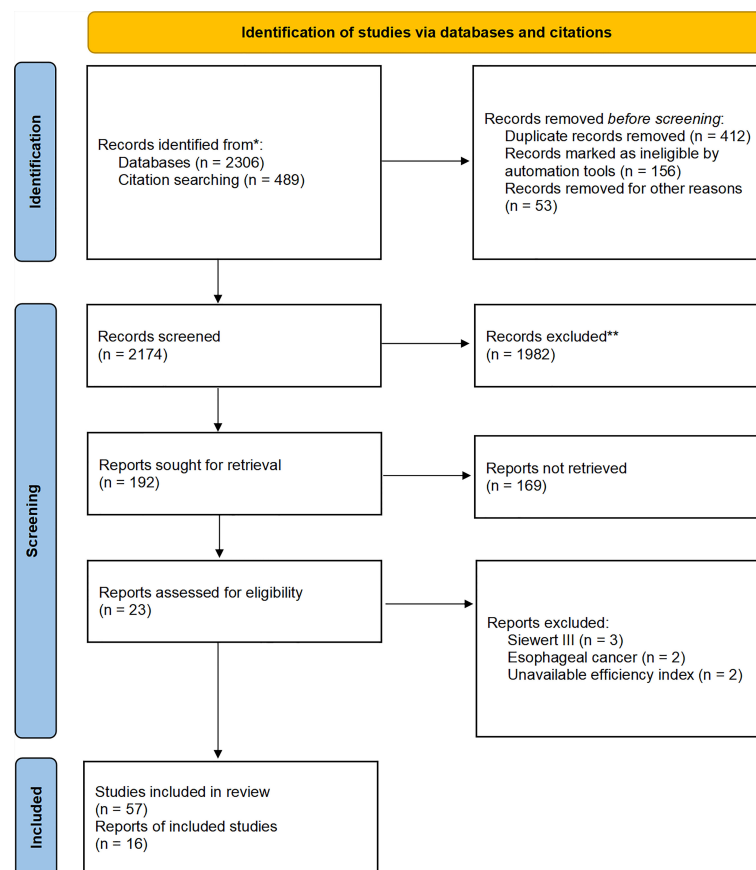 Identification of studies via databases and citations
Identification
Records identified from*:
Databases (n = 2306)
Citation searching (n = 489)
Records removed before screening:
Duplicate records removed (n = 412)
Records marked as ineligible by
automation tools (n = 156)
Records removed for other reasons
(n = 53)
Screening
Records screened
(n = 2174)
Records excluded**
(n = 1982)
Reports sought for retrieval
(n = 192)
Reports not retrieved
(n = 169)
Reports assessed for eligibility
(n = 23)
Reports excluded:
Siewert III (n = 3)
Esophageal cancer (n = 2)
Unavailable efficiency index (n = 2)
Included
Studies included in review
(n = 57)
Reports of included studies
(n = 16)